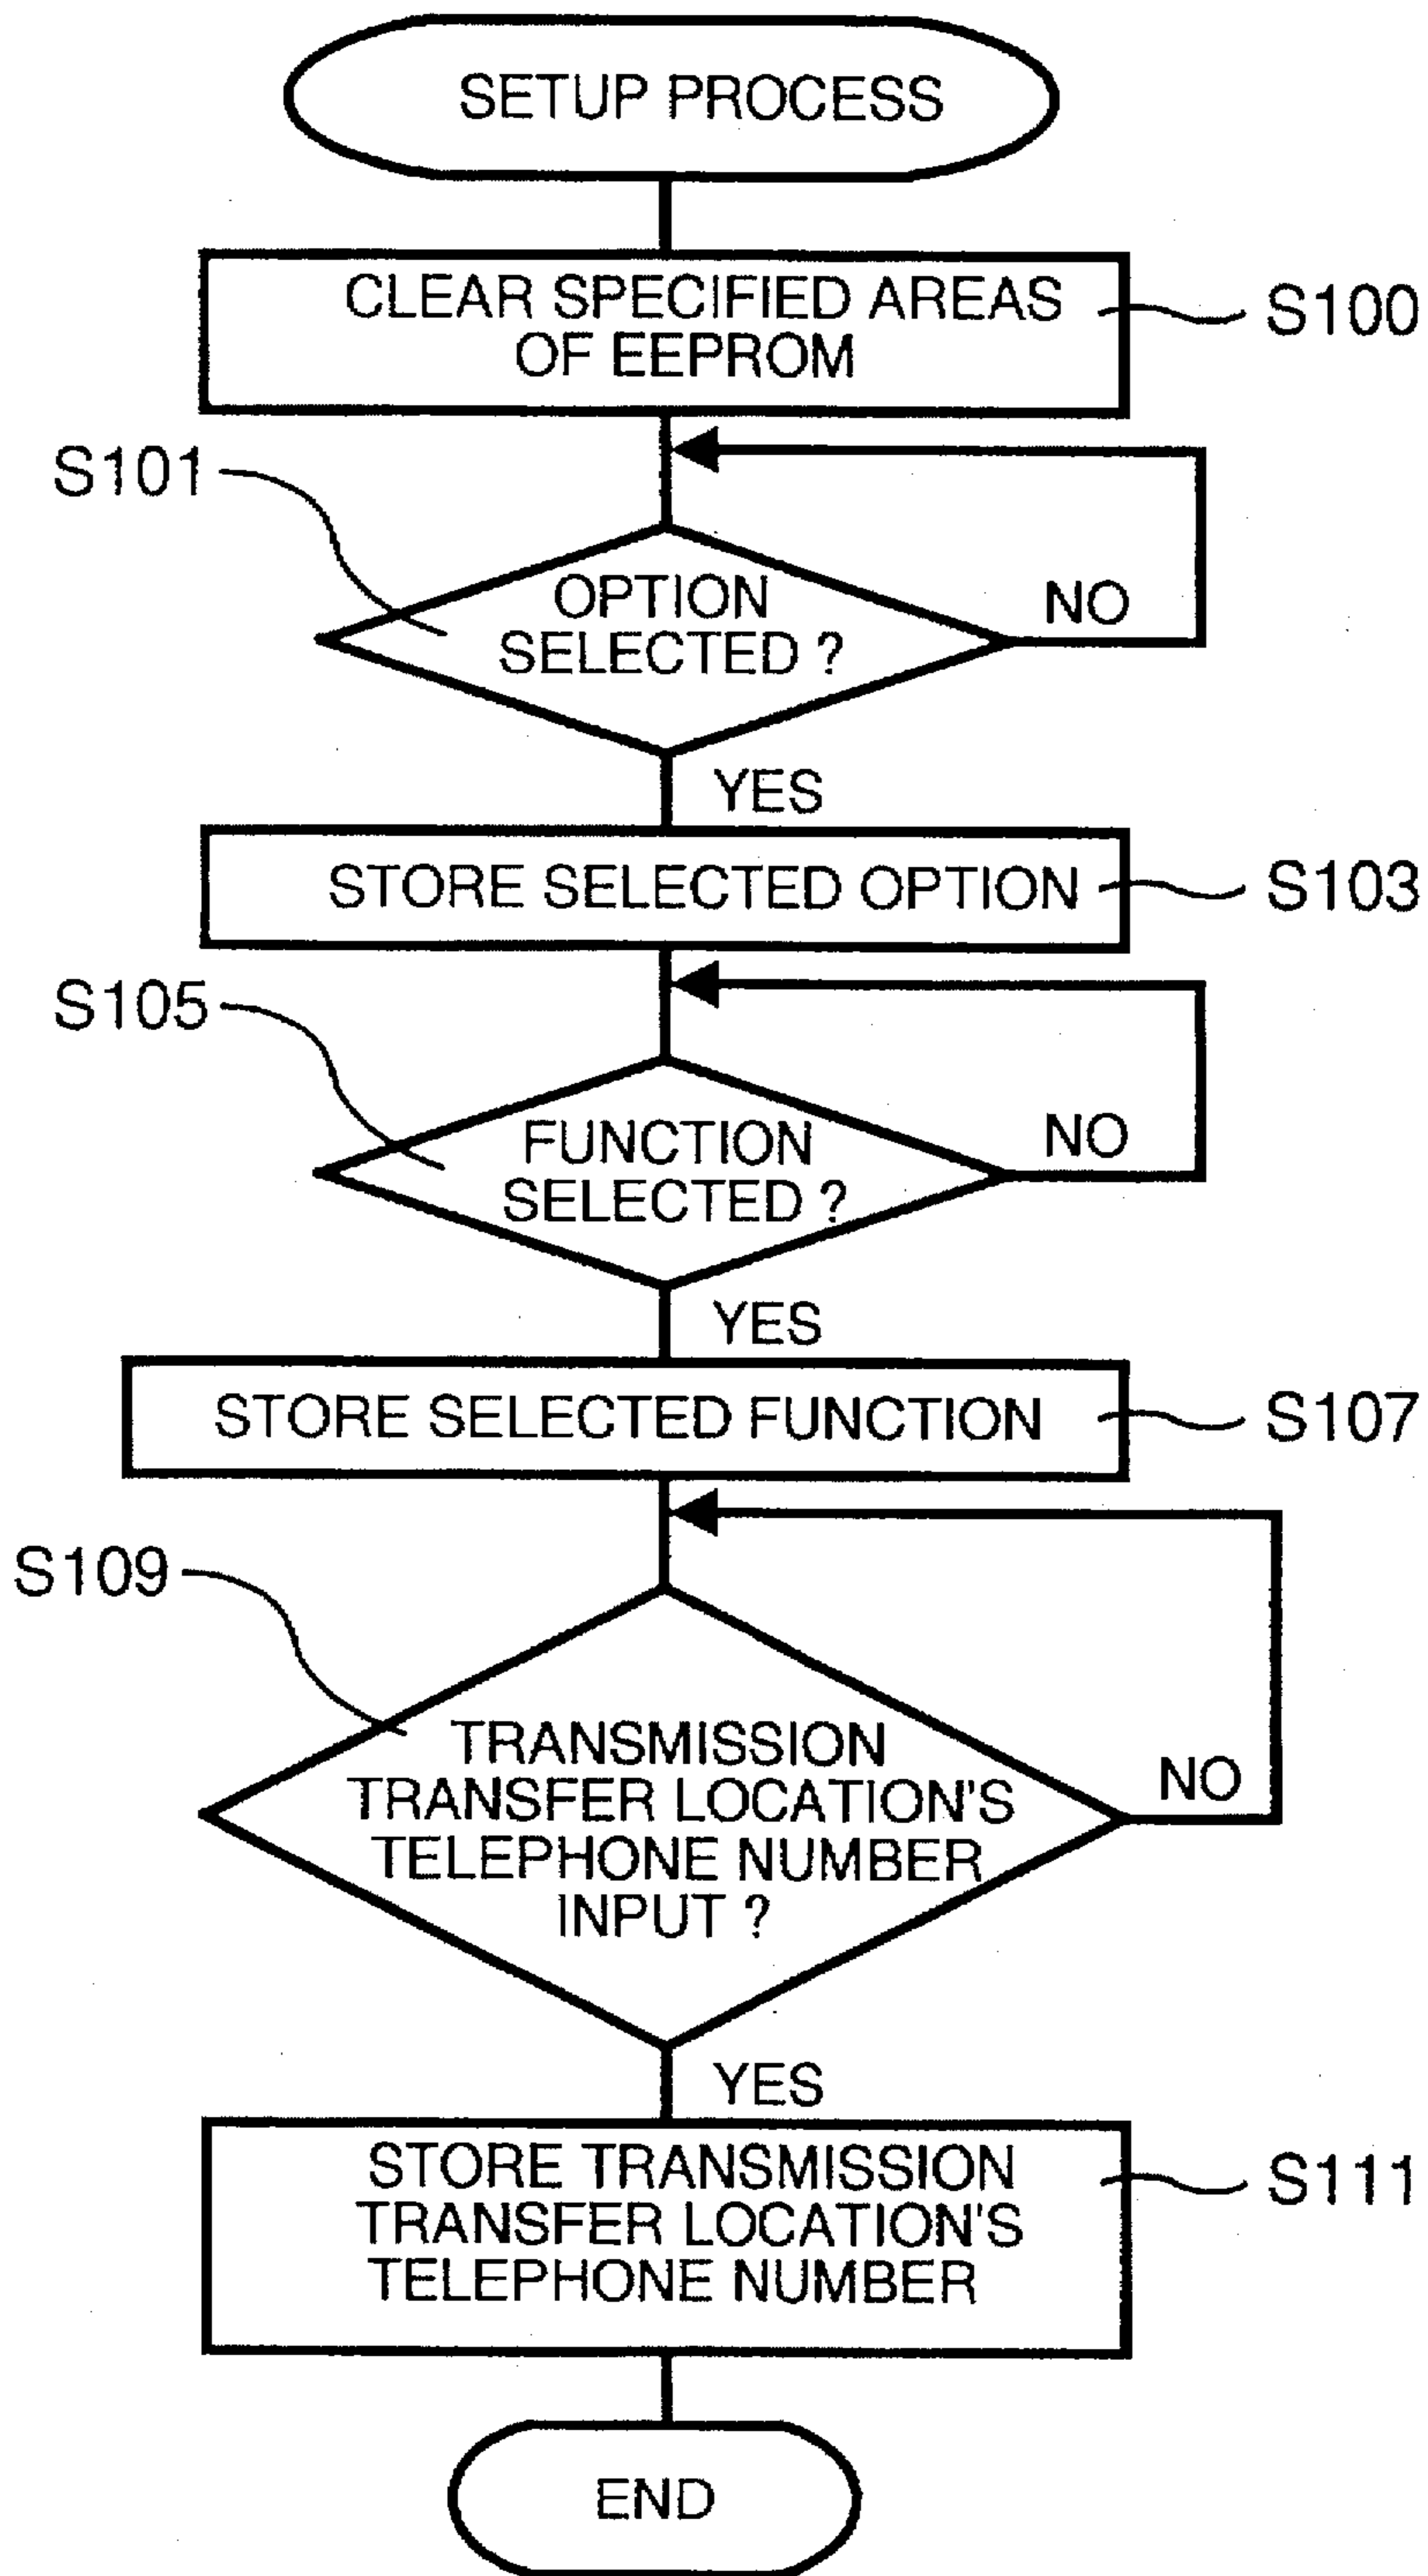 SETUP PROCESS
CLEAR SPECIFIED AREAS
OF EEPROM
S100
S101
OPTION
SELECTED ?
NO
YES
STORE SELECTED OPTION
S103
S105
FUNCTION
SELECTED ?
NO
YES
STORE SELECTED FUNCTION
S107
S109
TRANSMISSION
TRANSFER LOCATION'S
TELEPHONE NUMBER
INPUT ?
NO
YES
STORE TRANSMISSION
TRANSFER LOCATION'S
TELEPHONE NUMBER
S111
END